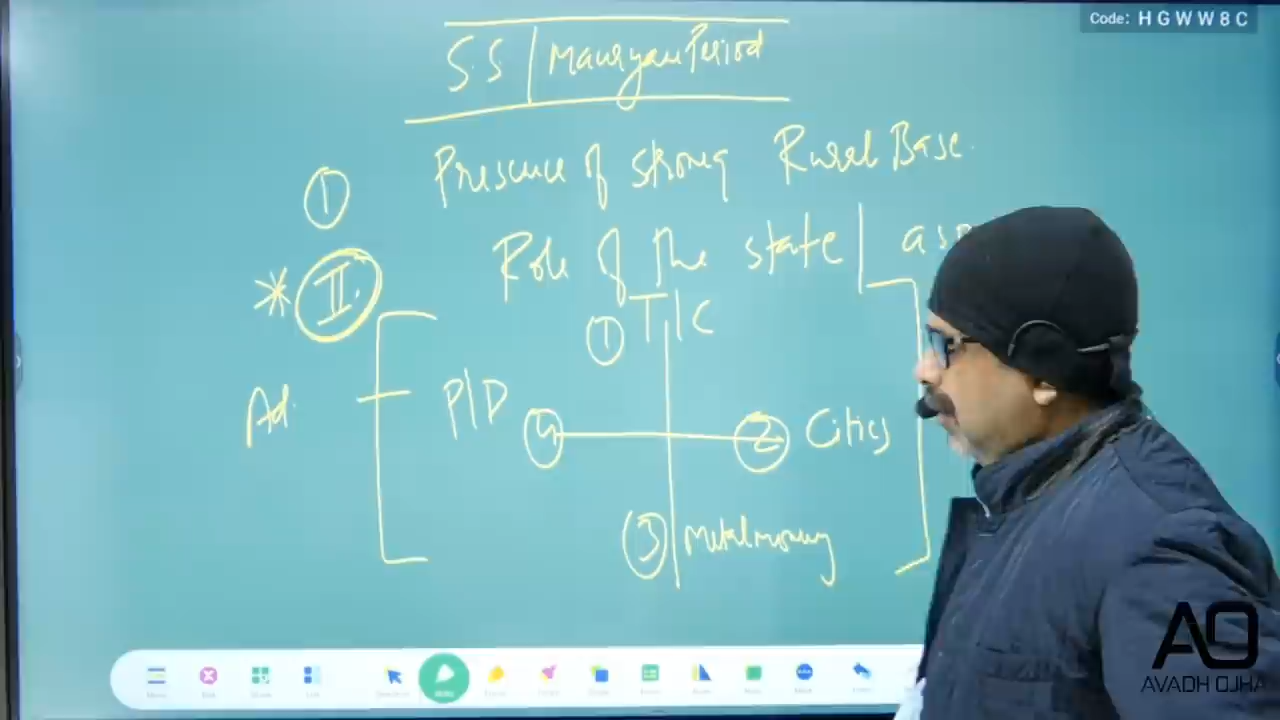 Code: H G W W 8 C
S.S | Mauryan Period
① Presence of strong Rural Base.
* Ⅱ. Role of the state
① T|C
Ad. P|D ④ ② Cities
③ Metal money
AO
AVADH OJHA